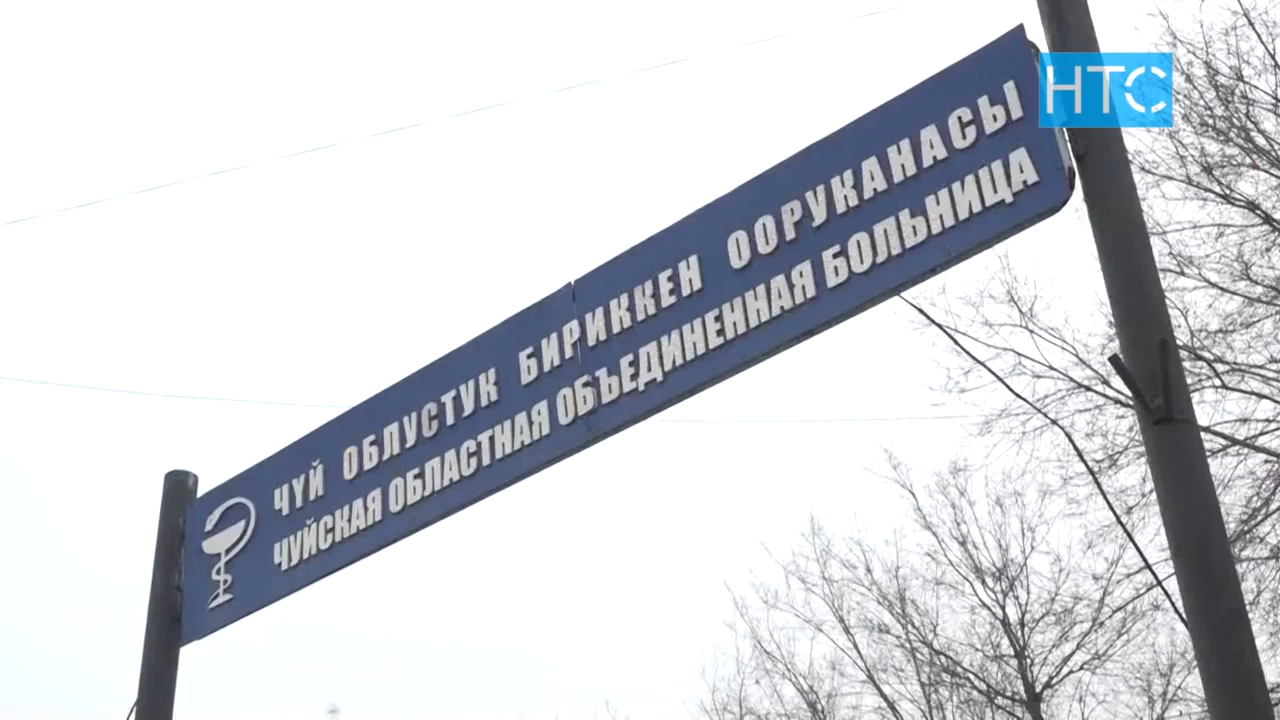 НТС
ЧҮЙ ОБЛУСТУК БИРИККЕН ООРУКАНАСЫ
ЧУЙСКАЯ ОБЛАСТНАЯ ОБЪЕДИНЕННАЯ БОЛЬНИЦА